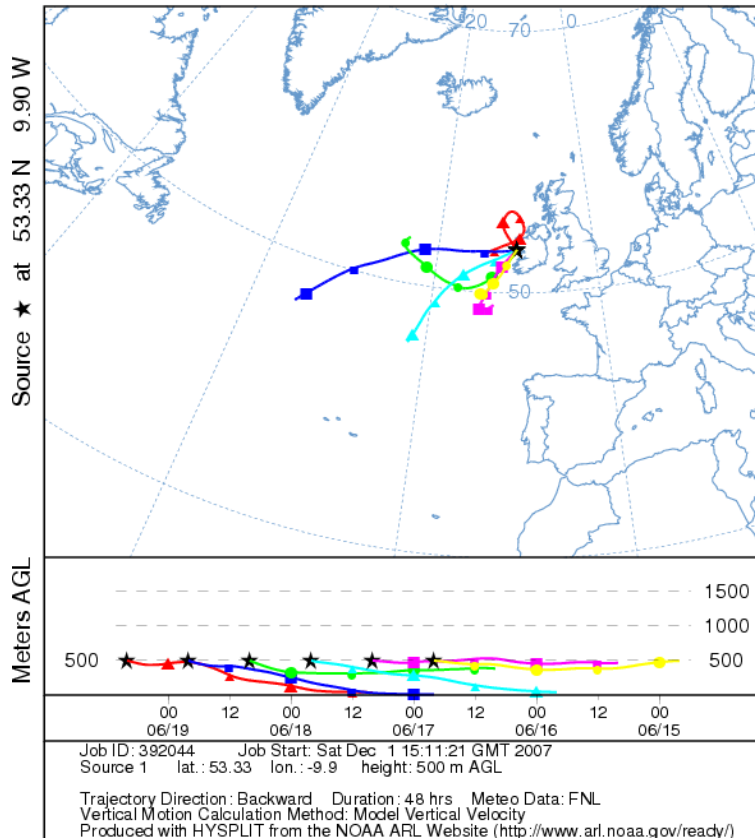 20 0
70
Source ★ at 53.33 N 9.90 W
50
Meters AGL
1500
1000
500 500
00 12 00 12 00 12 00 12 00
06/19 06/18 06/17 06/16 06/15
Job ID: 392044 Job Start: Sat Dec 1 15:11:21 GMT 2007
Source 1 lat.: 53.33 lon.: -9.9 height: 500 m AGL
Trajectory Direction: Backward Duration: 48 hrs Meteo Data: FNL
Vertical Motion Calculation Method: Model Vertical Velocity
Produced with HYSPLIT from the NOAA ARL Website (http://www.arl.noaa.gov/ready/)